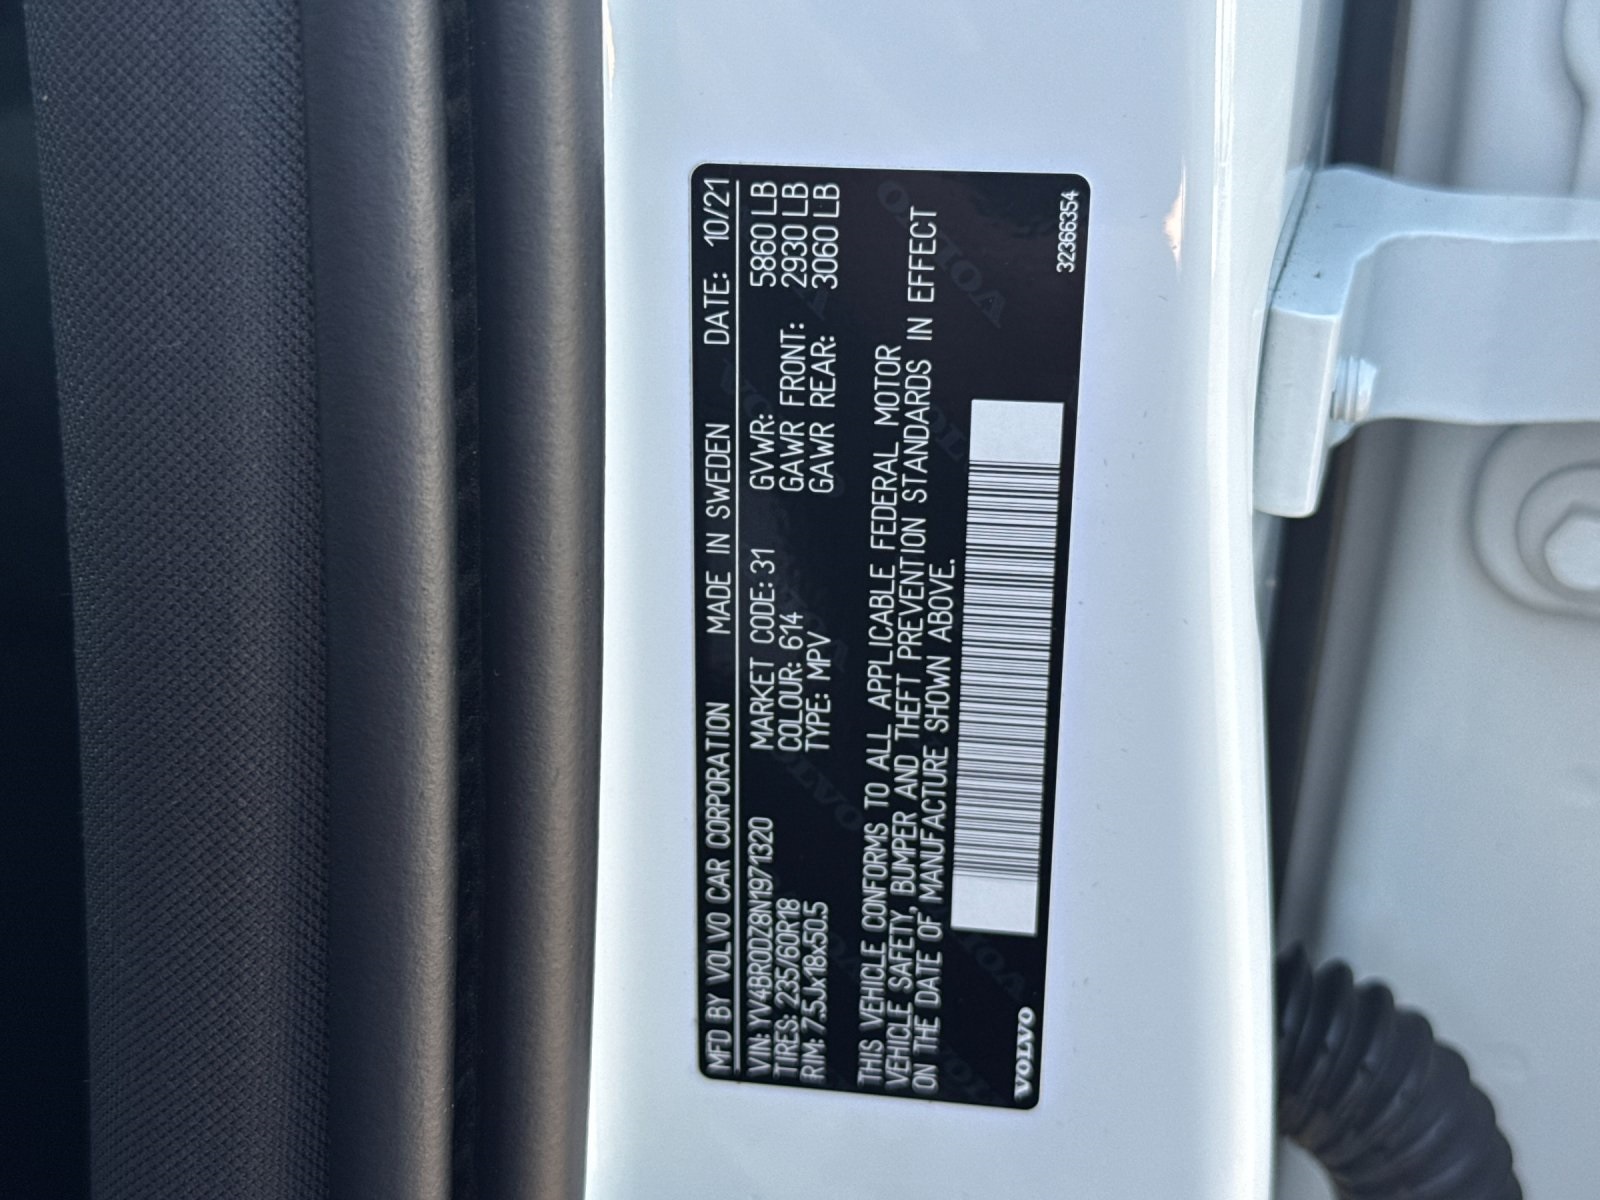 MFD BY VOLVO CAR CORPORATION MADE IN SWEDEN DATE: 10/21
VIN: YV4BR0DZ8N1971320 MARKET CODE: 31 GVWR: 5860 LB
TIRES: 235/60R18 COLOUR: 614 GAWR FRONT: 2930 LB
RIM: 7.5Jx18x50.5 TYPE: MPV GAWR REAR: 3060 LB
THIS VEHICLE CONFORMS TO ALL APPLICABLE FEDERAL MOTOR
VEHICLE SAFETY, BUMPER AND THEFT PREVENTION STANDARDS IN EFFECT
ON THE DATE OF MANUFACTURE SHOWN ABOVE.
VOLVO 32366354